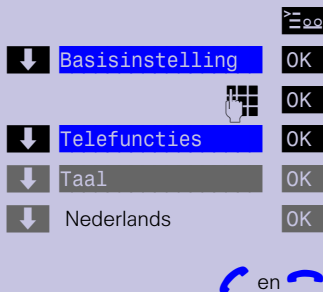 Basisinstelling OK
OK
Telefuncties OK
Taal OK
Nederlands OK
en